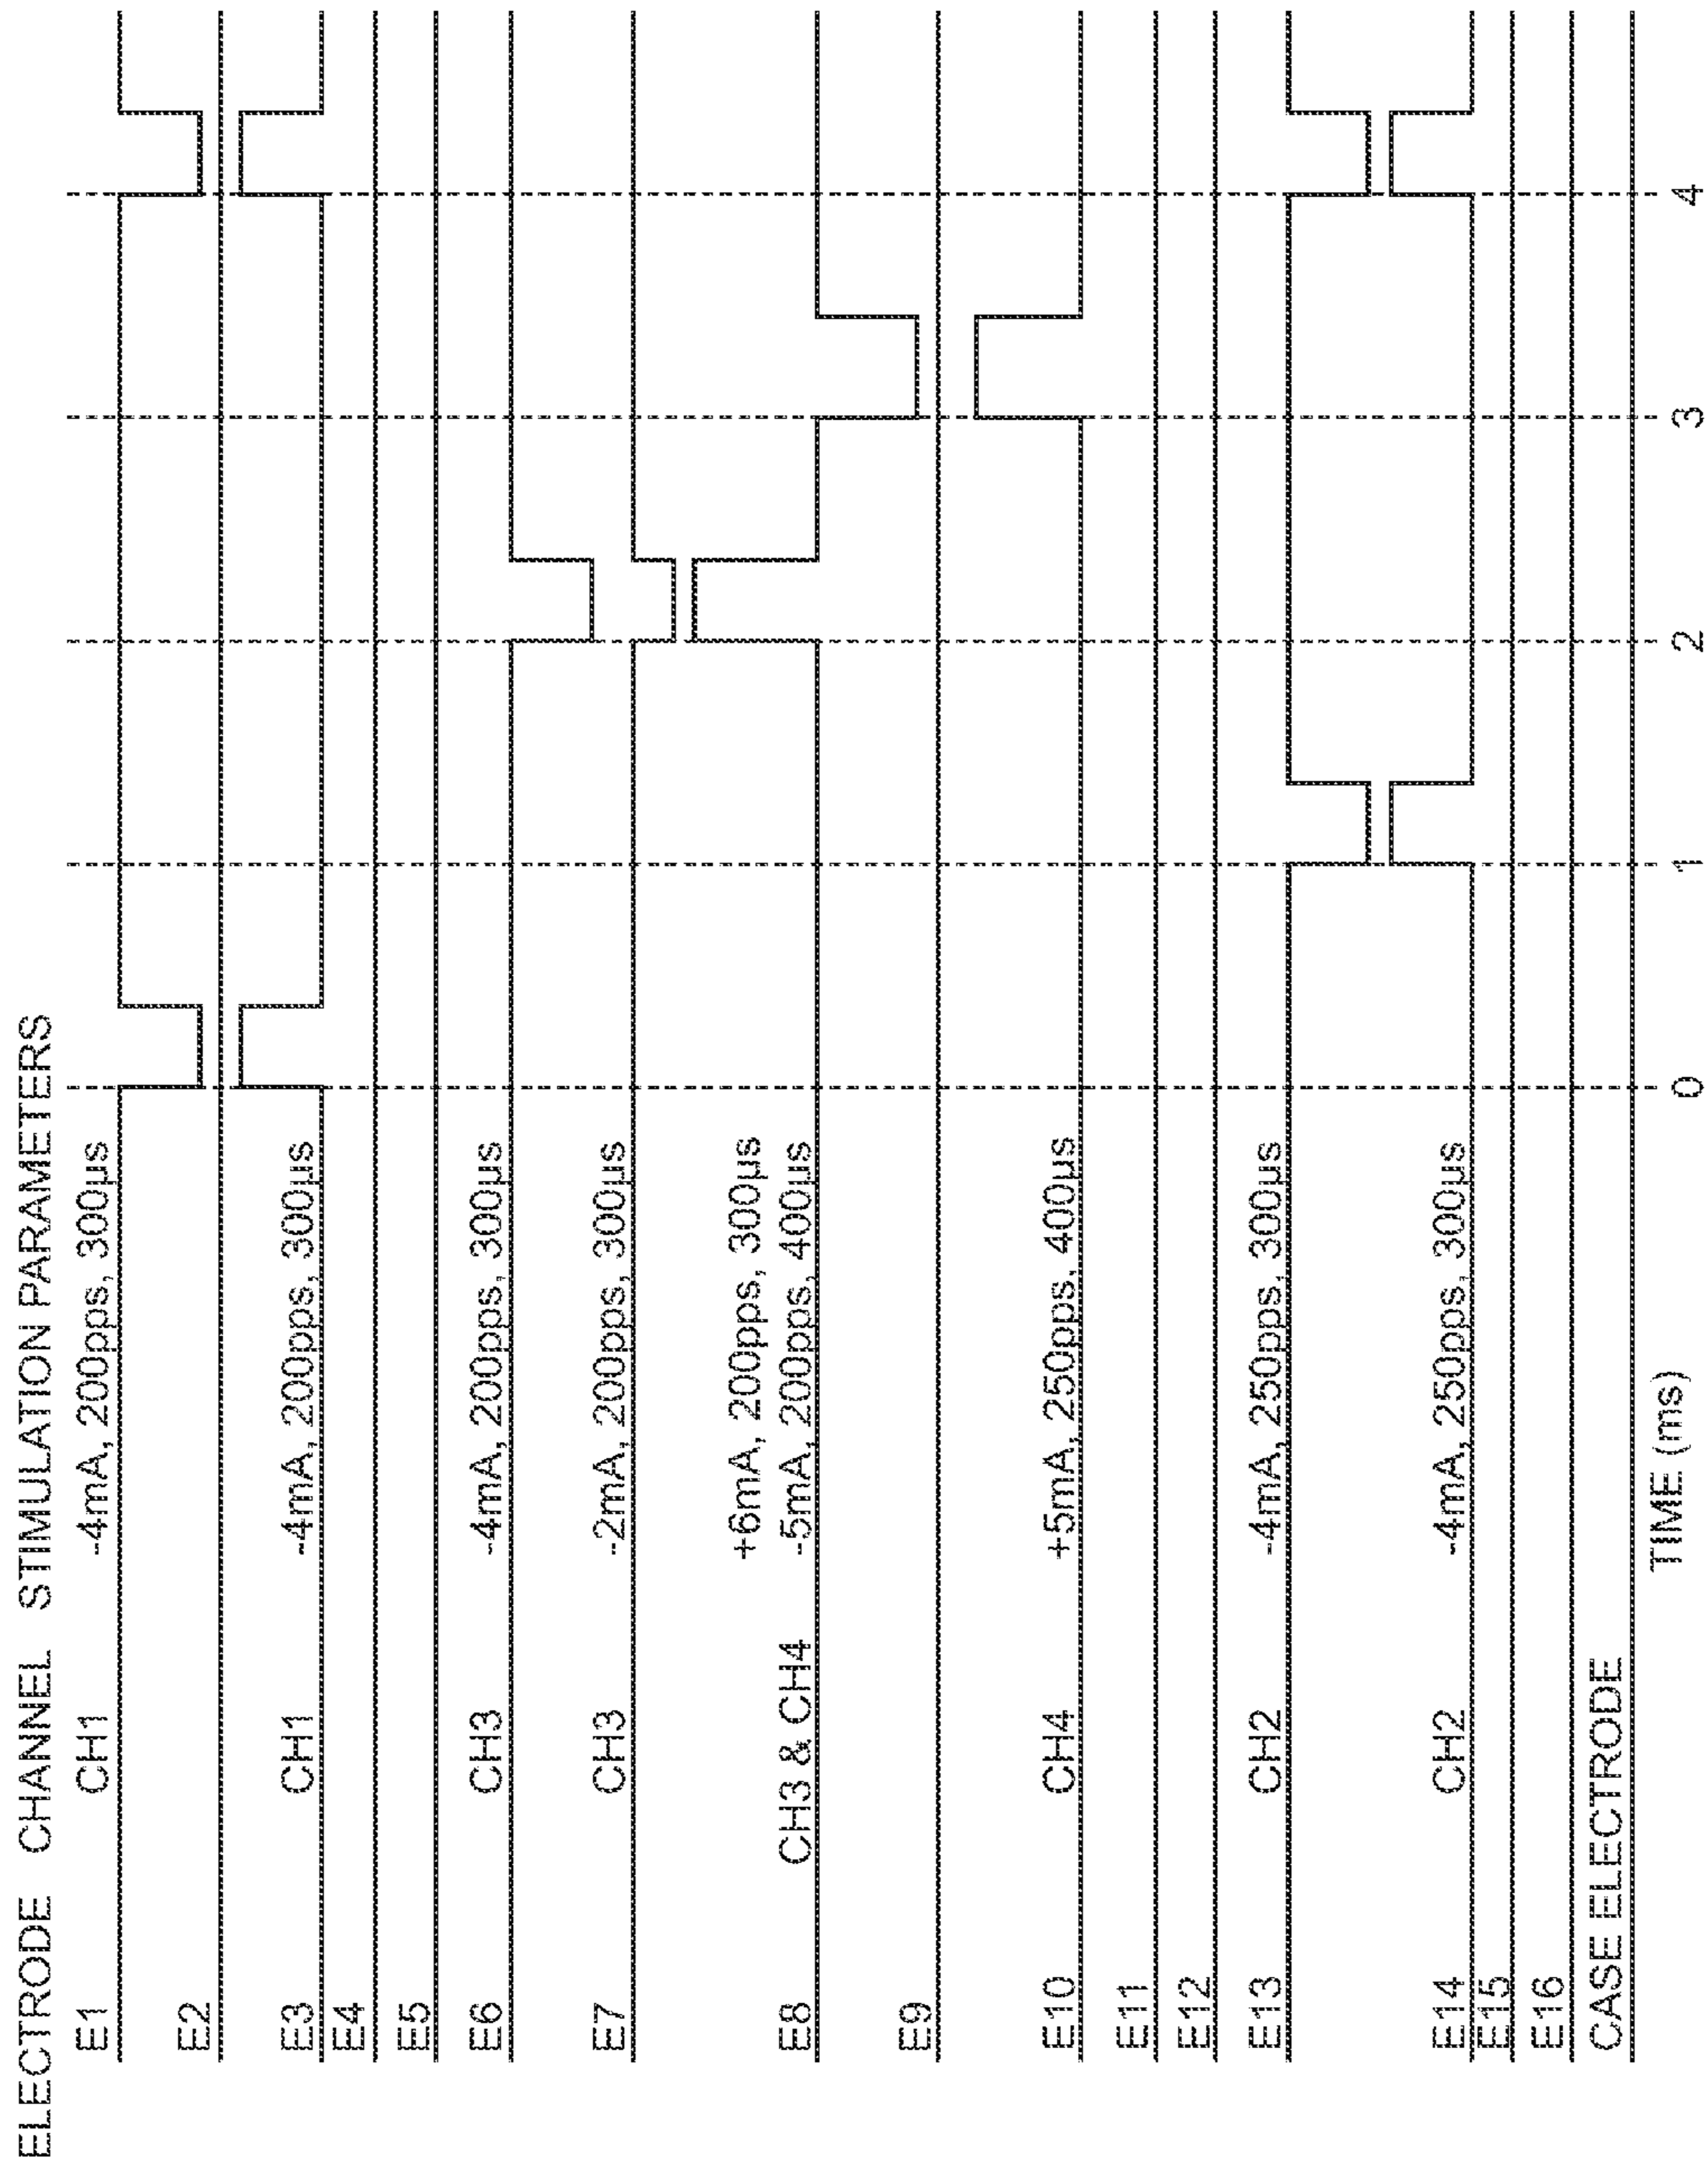 ELECTRODE CHANNEL STIMULATION PARAMETERS
E1 CH1 -4mA, 200pps, 300µs
E2
E3 CH1 -4mA, 200pps, 300µs
E4
E5
E6 CH3 -4mA, 200pps, 300µs
E7 CH3 -2mA, 200pps, 300µs
+6mA, 200pps, 300µs
E8 CH3 & CH4 -5mA, 200pps, 400µs
E9
E10 CH4 +5mA, 250pps, 400µs
E11
E12
E13 CH2 -4mA, 250pps, 300µs
E14 CH2 -4mA, 250pps, 300µs
E15
E16
CASE ELECTRODE
TIME (ms) 0 1 2 3 4